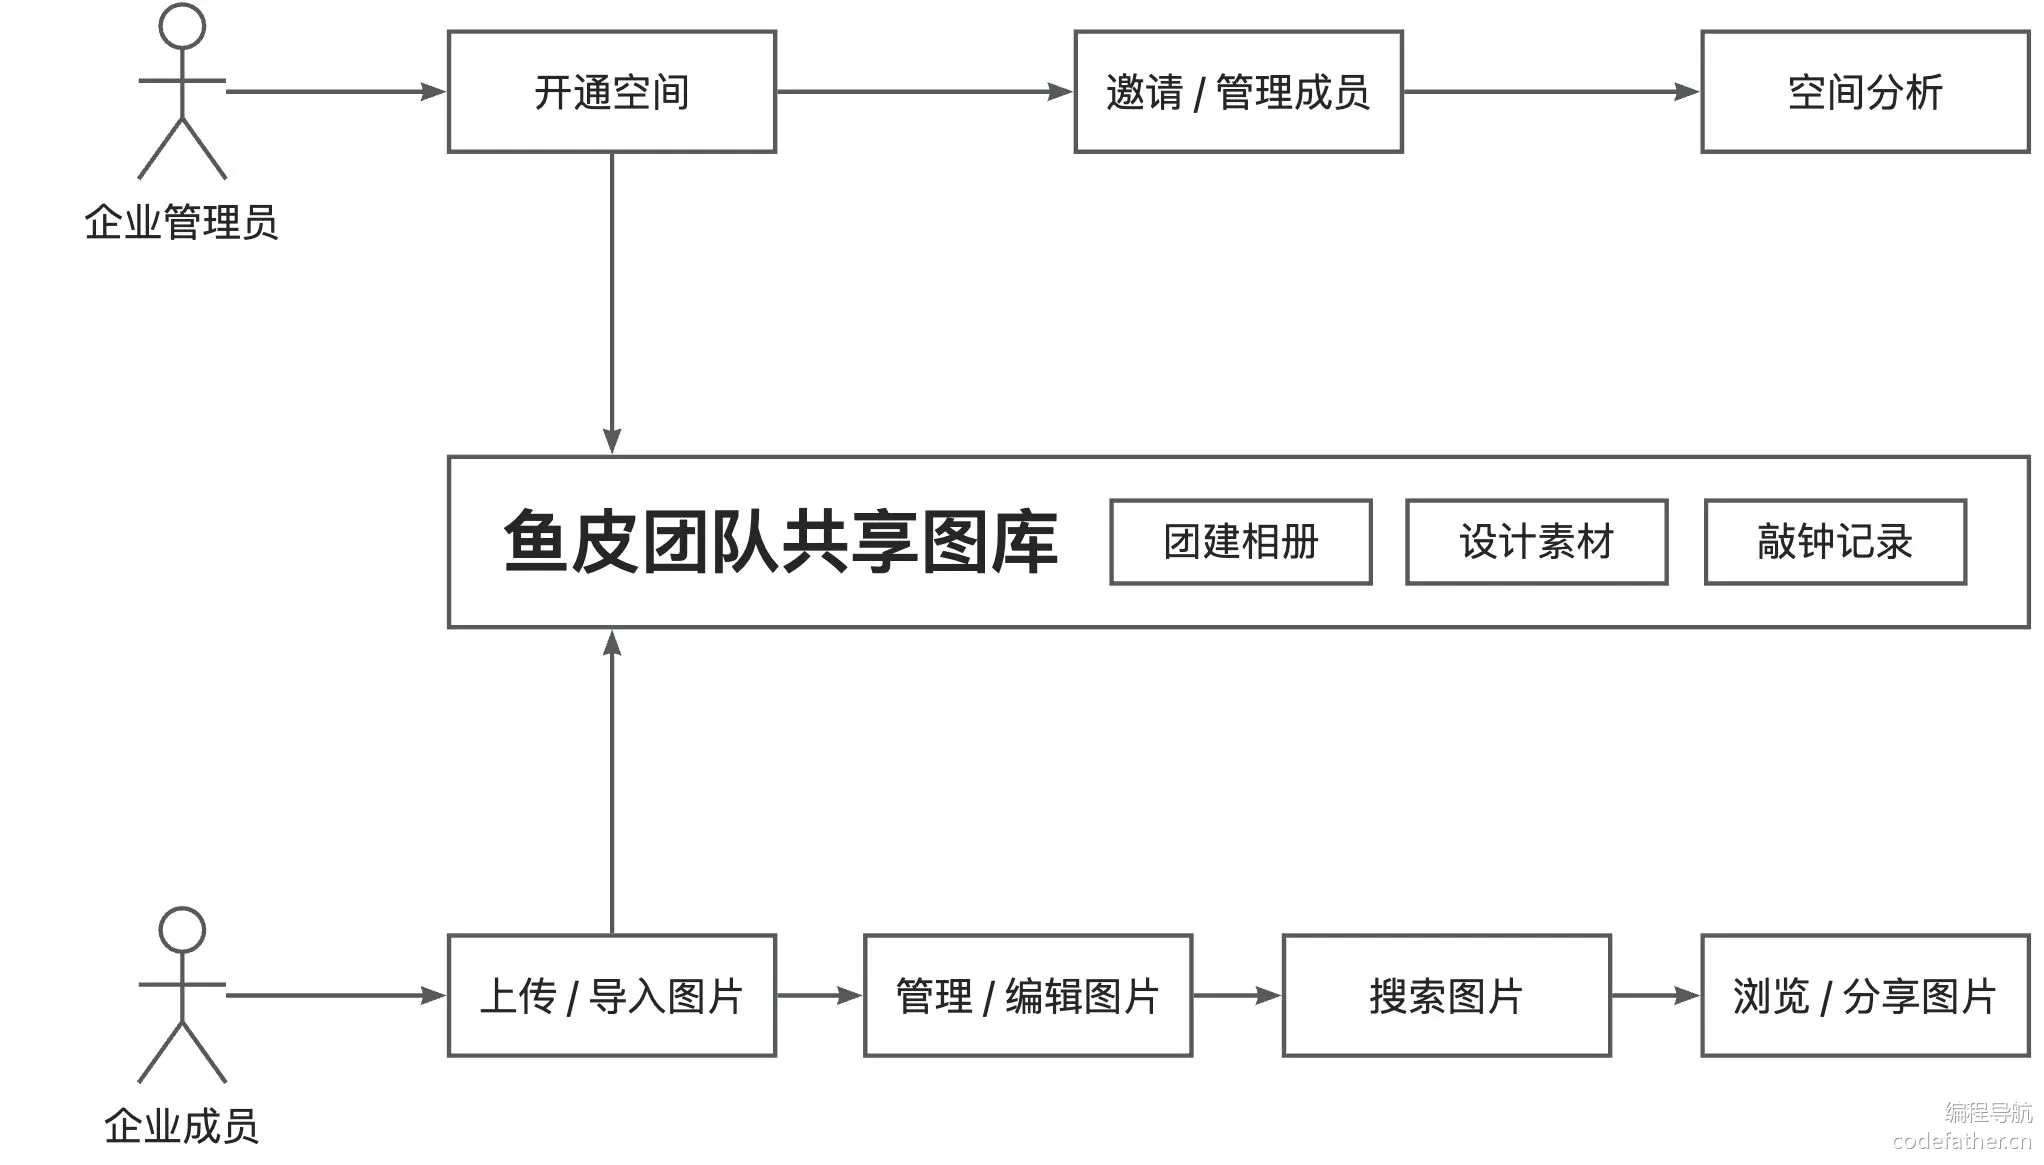 开通空间
邀请 / 管理成员
空间分析
企业管理员
鱼皮团队共享图库
团建相册
设计素材
敲钟记录
上传 / 导入图片
管理 / 编辑图片
搜索图片
浏览 / 分享图片
企业成员
编程导航
codefather.cn